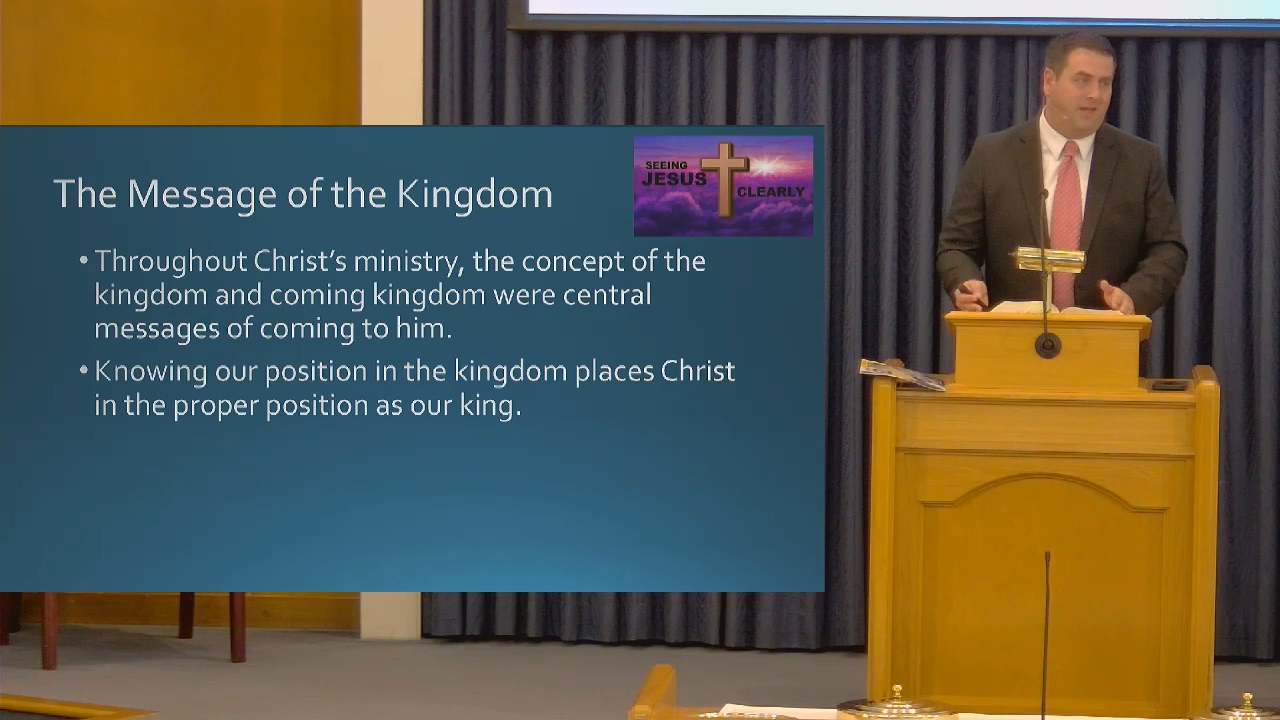 The Message of the Kingdom
SEEING
JESUS
CLEARLY
• Throughout Christ's ministry, the concept of the
kingdom and coming kingdom were central
messages of coming to him.
• Knowing our position in the kingdom places Christ
in the proper position as our king.